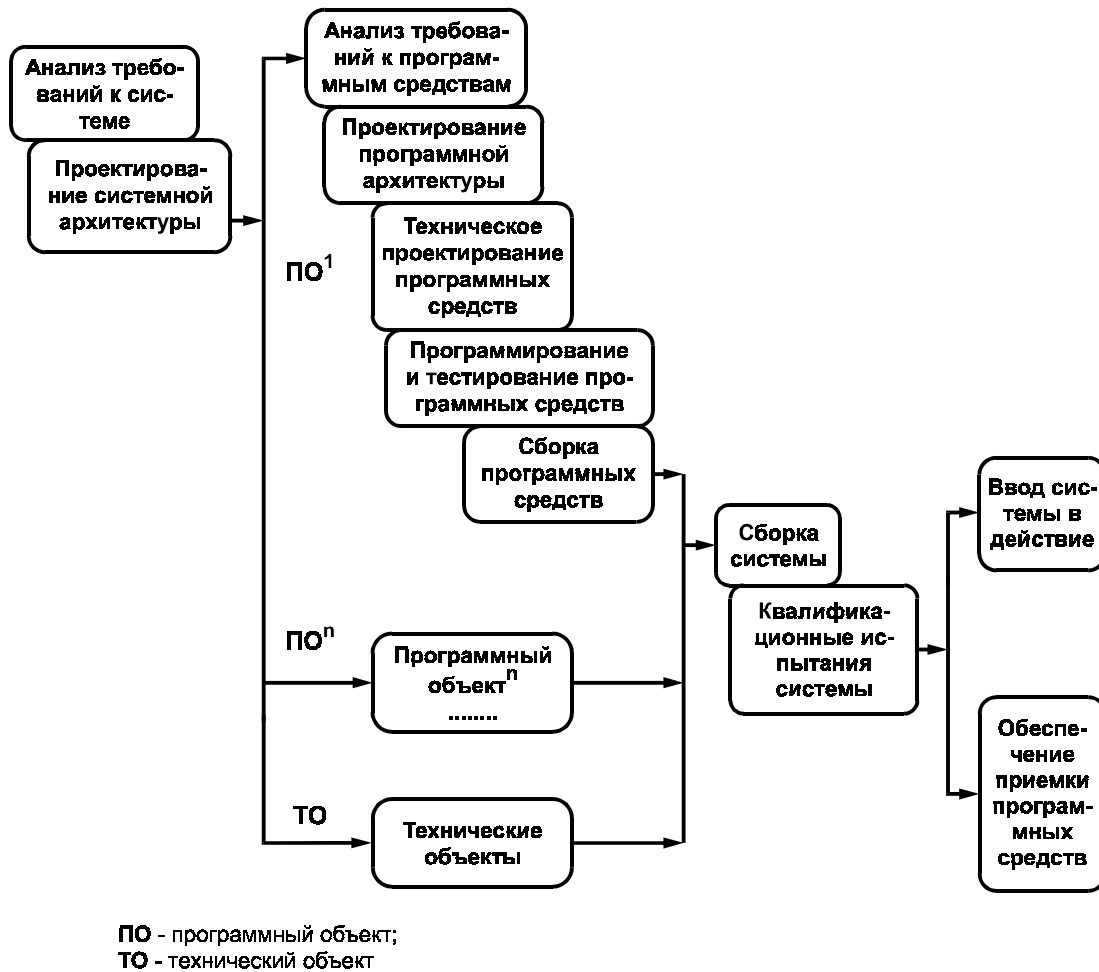 Анализ требо-
ваний к сис-
теме
Проектирова-
ние системной
архитектуры
Анализ требова-
ний к програм-
мным средствам
Проектирование
программной
архитектуры
Техническое
проектирование
программных
средств
ПО¹
Программирование
и тестирование про-
граммных средств
Сборка
программных
средств
Сборка
системы
Квалифика-
ционные ис-
пытания
системы
Ввод сис-
темы в
действие
Обеспе-
чение
приемки
програм-
мных
средств
ПОⁿ
Программный
объектⁿ
........
ТО
Технические
объекты
ПО - программный объект;
ТО - технический объект